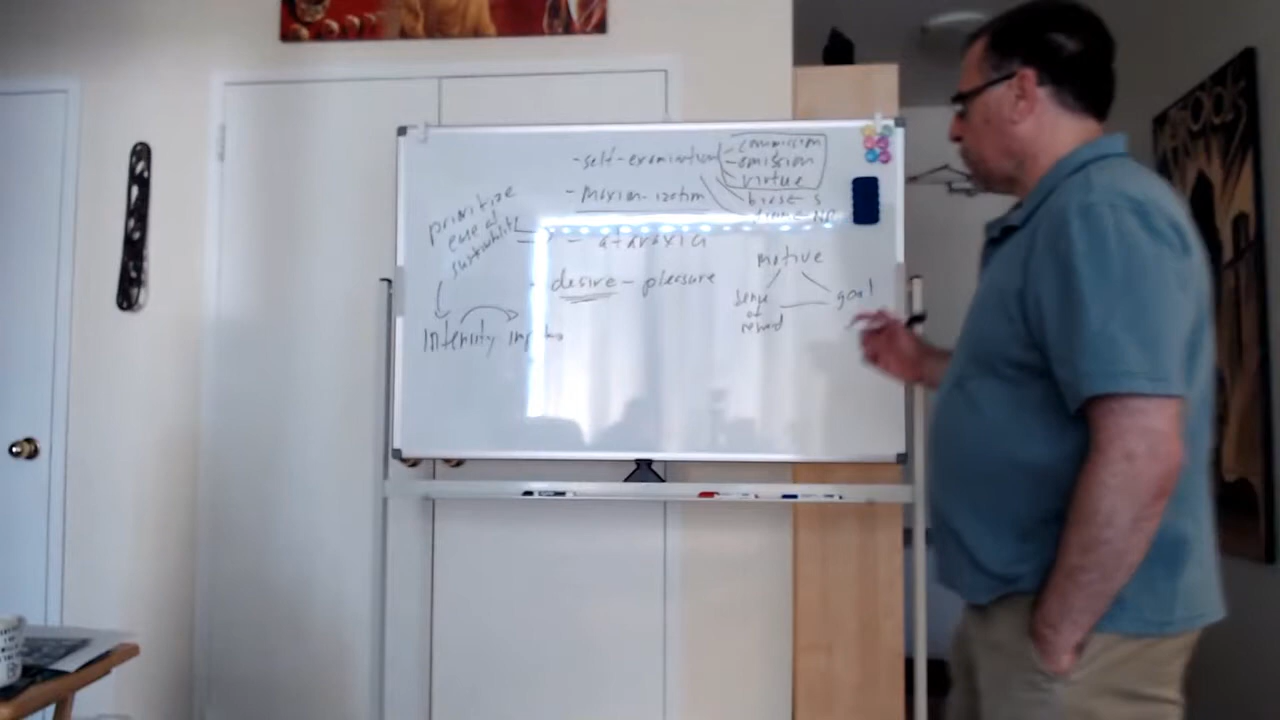 - self-examination
- commission
- omission
- virtue
biases
- Maximization
prioritize
ease of
sustainability
- ataraxia
- desire - pleasure
motive
sense
of
reward
goal
Intensity